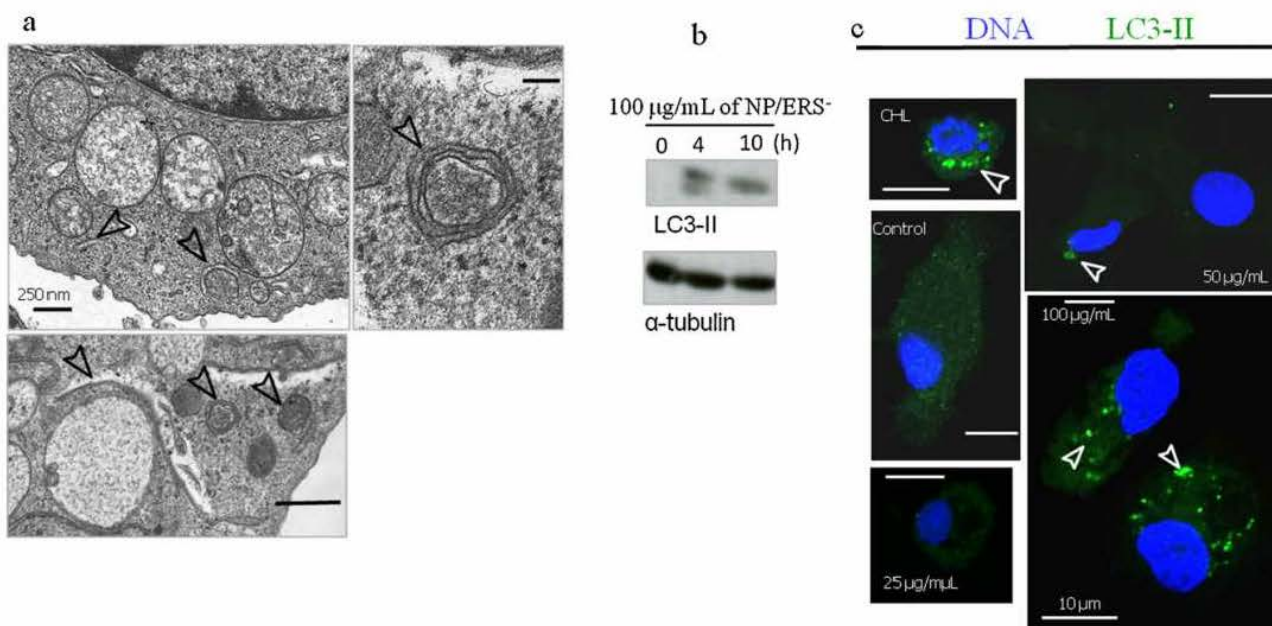 a
250 nm
b
100 µg/mL of NP/ERS-
0 4 10 (h)
LC3-II
α-tubulin
c DNA LC3-II
CHL
50 µg/mL
Control
25 µg/mµL
100 µg/mL
10 µm